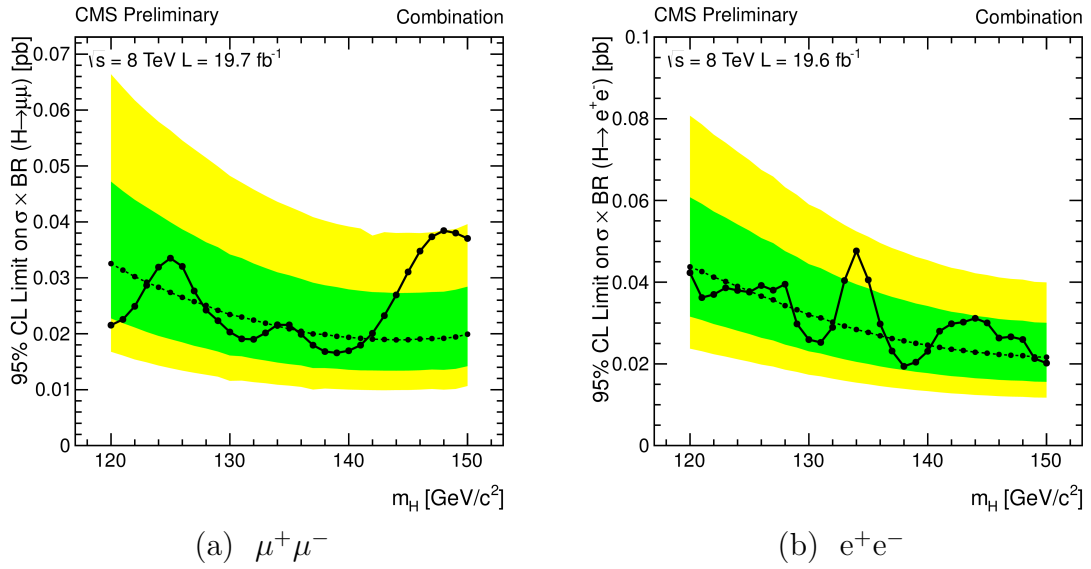 CMS Preliminary Combination
√s = 8 TeV L = 19.7 fb⁻¹
95% CL Limit on σ × BR (H→μμ) [pb]
0.07
0.06
0.05
0.04
0.03
0.02
0.01
0
120 130 140 150
m_H [GeV/c²]
(a) μ⁺μ⁻
CMS Preliminary Combination
√s = 8 TeV L = 19.6 fb⁻¹
95% CL Limit on σ × BR (H→ e⁺e⁻) [pb]
0.1
0.08
0.06
0.04
0.02
0
120 130 140 150
m_H [GeV/c²]
(b) e⁺e⁻